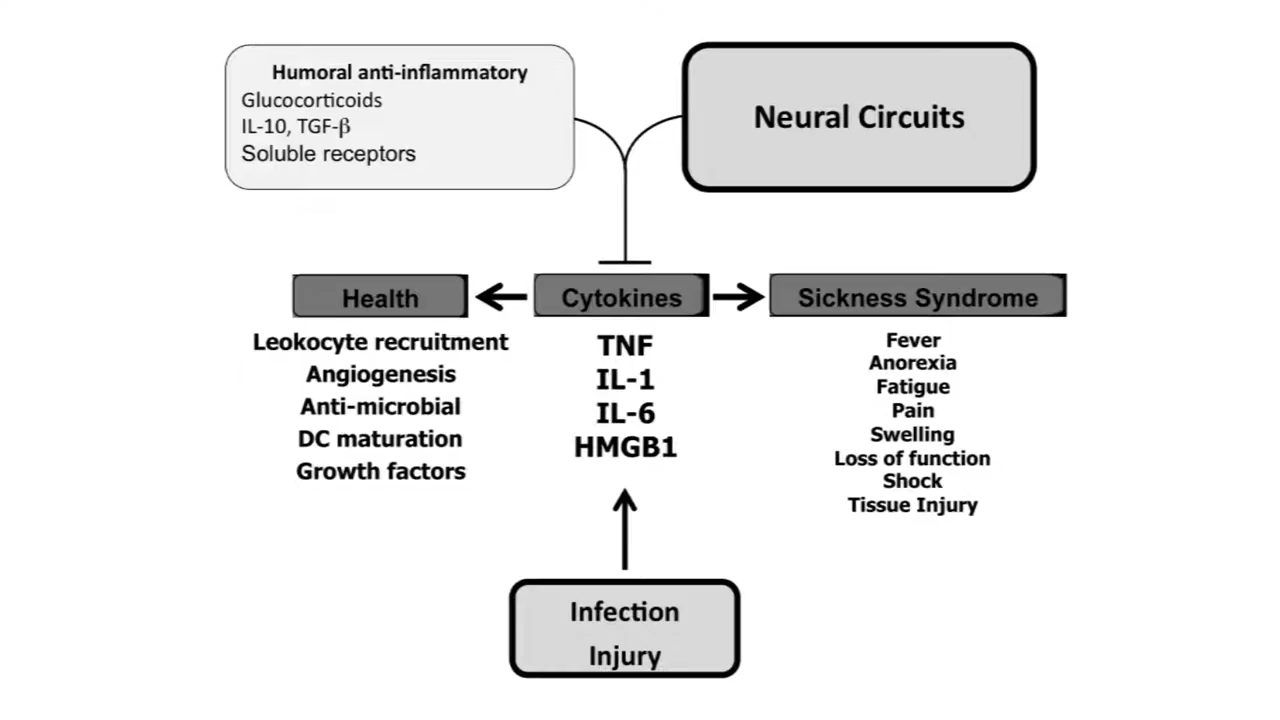 Humoral anti-inflammatory
Glucocorticoids
IL-10, TGF-β
Soluble receptors
Neural Circuits
Health
Leokocyte recruitment
Angiogenesis
Anti-microbial
DC maturation
Growth factors
Cytokines
TNF
IL-1
IL-6
HMGB1
Sickness Syndrome
Fever
Anorexia
Fatigue
Pain
Swelling
Loss of function
Shock
Tissue Injury
Infection
Injury